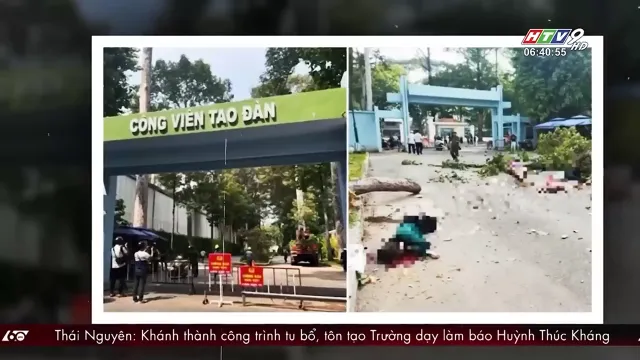 HTV9 HD
06:40:55
CÔNG VIÊN TAO ĐÀN
60 Thái Nguyên: Khánh thành công trình tu bổ, tôn tạo Trường dạy làm báo Huỳnh Thúc Kháng